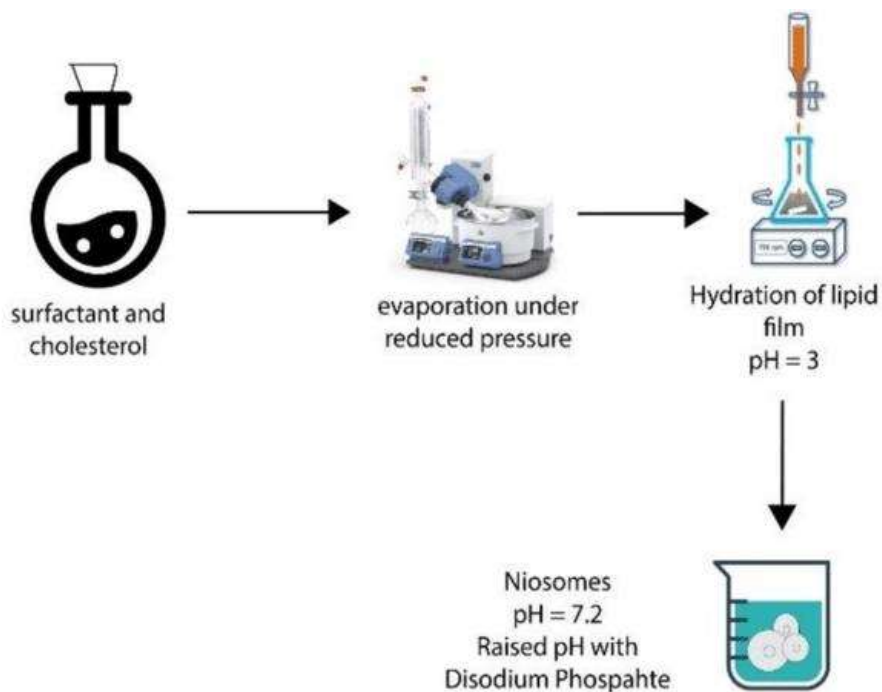 surfactant and
cholesterol
evaporation under
reduced pressure
Hydration of lipid
film
pH = 3
Niosomes
pH = 7.2
Raised pH with
Disodium Phospahte